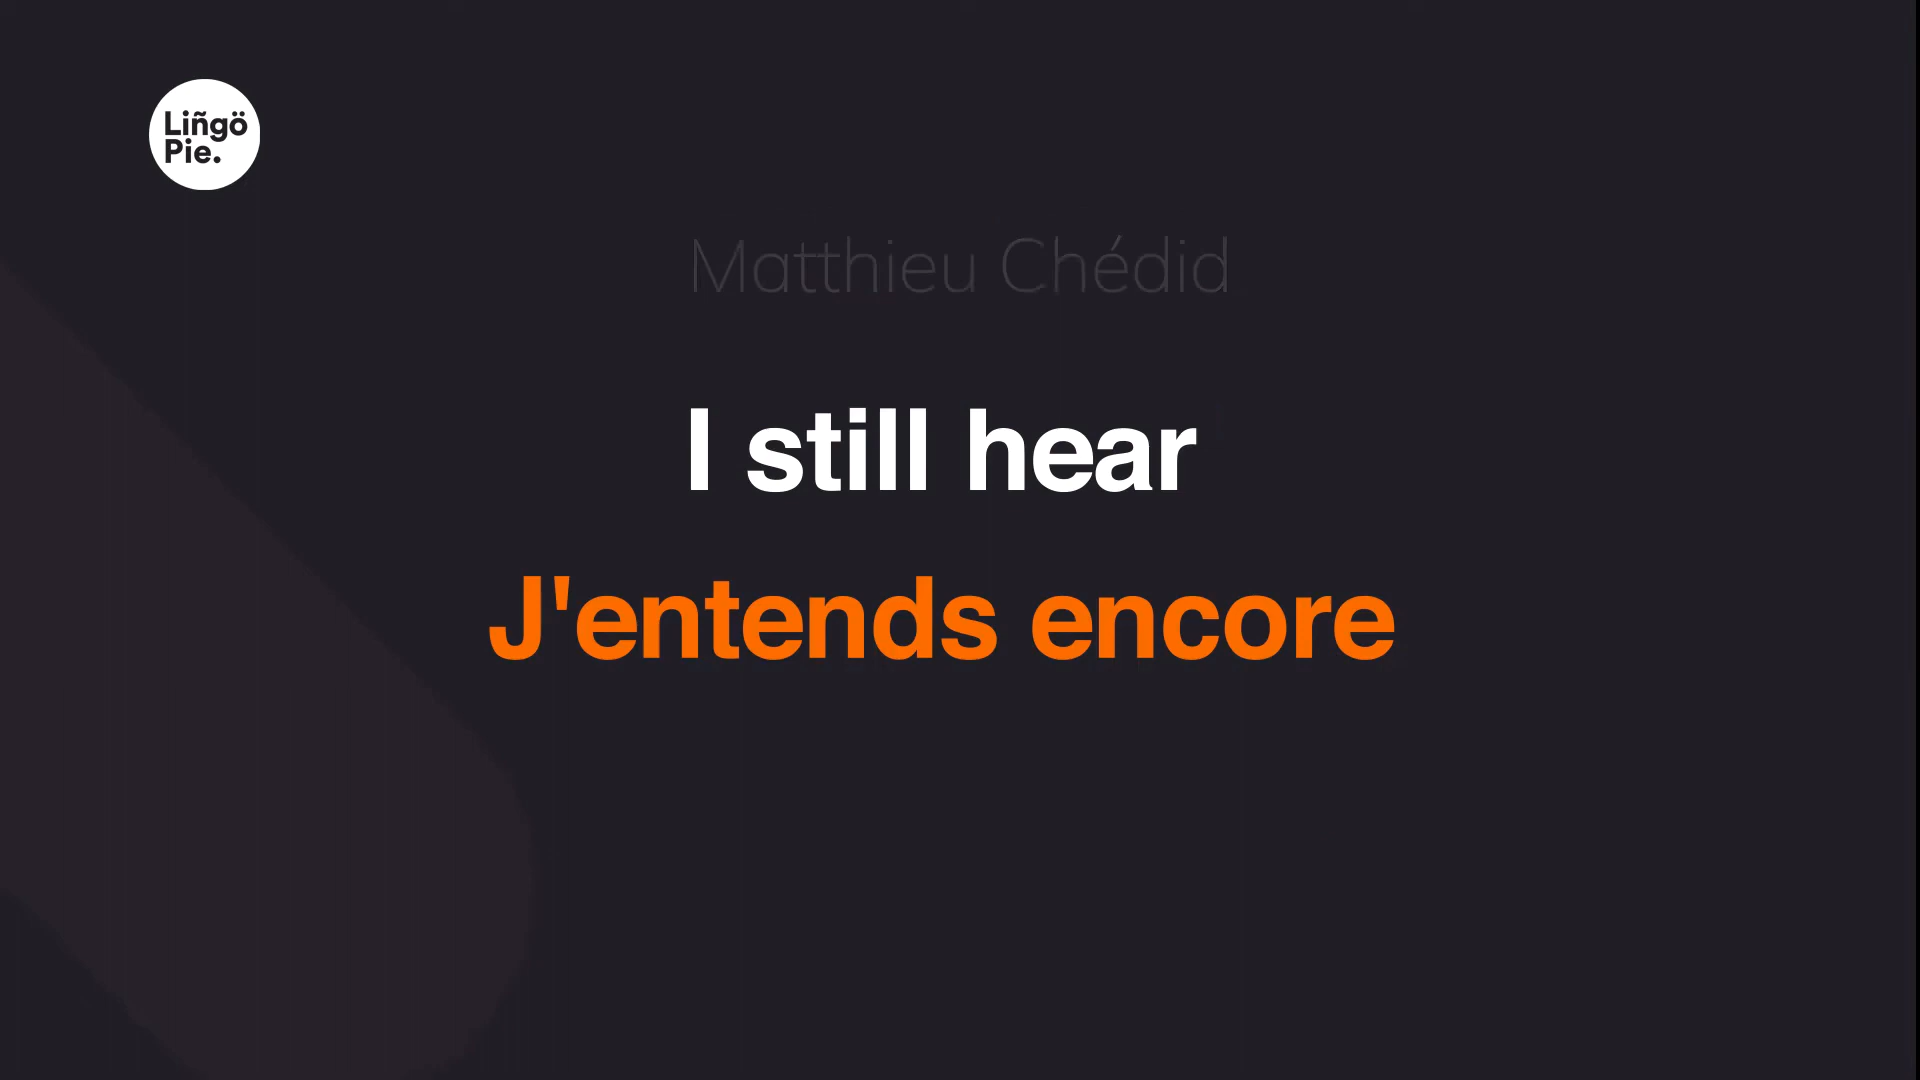 Liñgö
Pie.
Matthieu Chédid
I still hear
J'entends encore